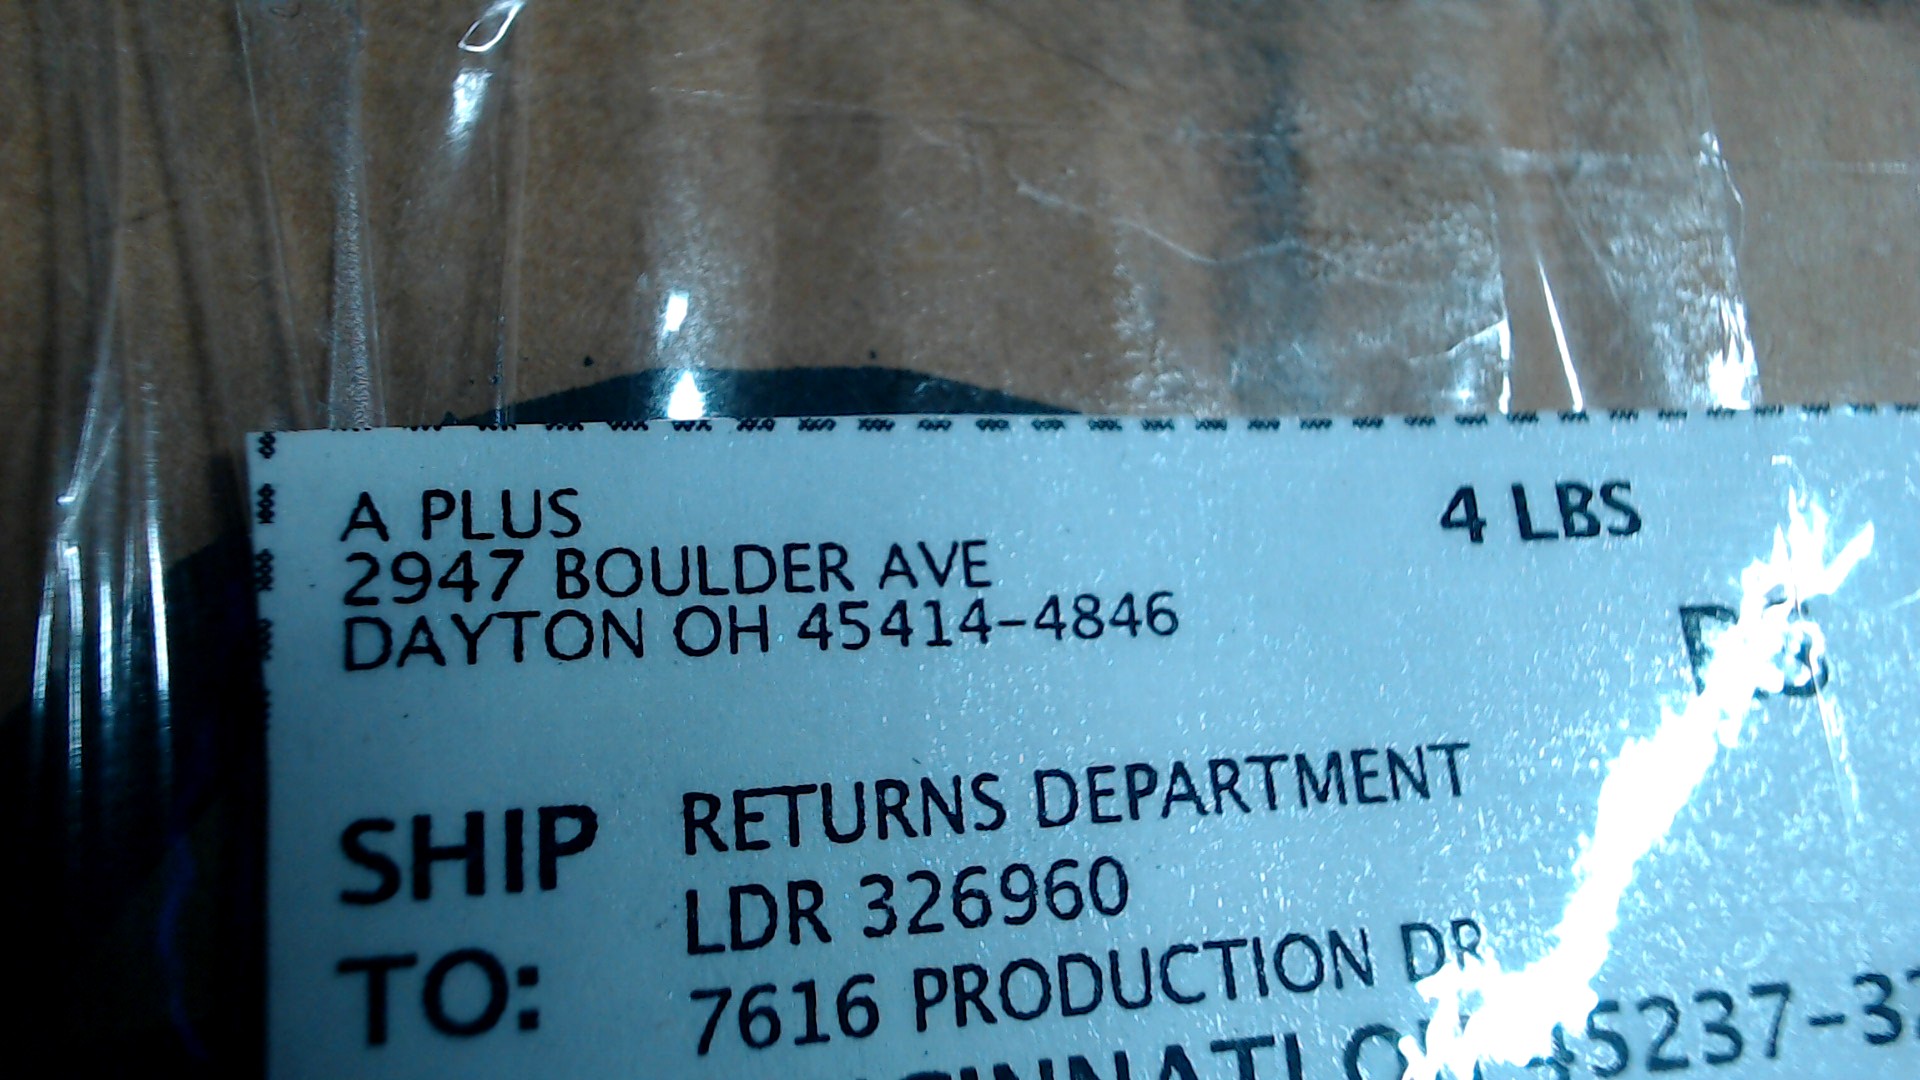 A PLUS
2947 BOULDER AVE
DAYTON OH 45414-4846
4 LBS
SHIP TO:
RETURNS DEPARTMENT
LDR 326960
7616 PRODUCTION DR